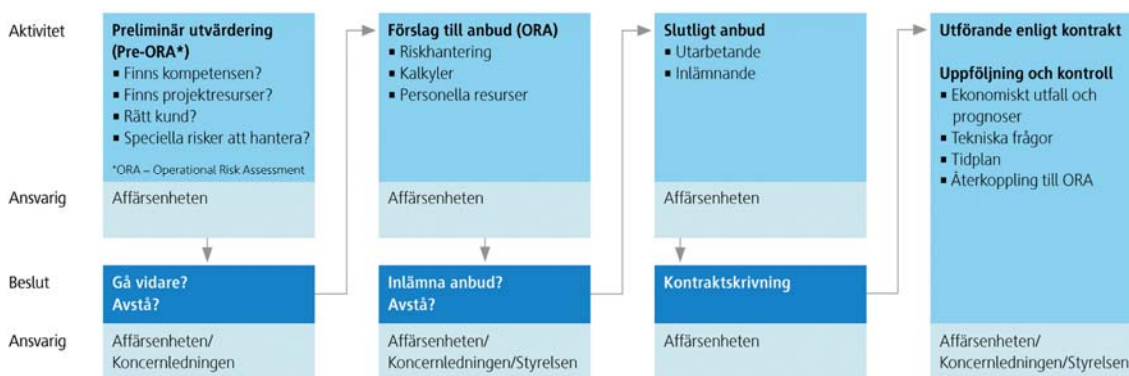 Aktivitet
Preliminär utvärdering
(Pre-ORA*)
▪ Finns kompetensen?
▪ Finns projektresurser?
▪ Rätt kund?
▪ Speciella risker att hantera?
*ORA – Operational Risk Assessment
Förslag till anbud (ORA)
▪ Riskhantering
▪ Kalkyler
▪ Personella resurser
Slutligt anbud
▪ Utarbetande
▪ Inlämnande
Utförande enligt kontrakt
Uppföljning och kontroll
▪ Ekonomiskt utfall och
prognoser
▪ Tekniska frågor
▪ Tidplan
▪ Återkoppling till ORA
Ansvarig
Affärsenheten
Affärsenheten
Affärsenheten
Beslut
Gå vidare?
Avstå?
Inlämna anbud?
Avstå?
Kontraktskrivning
Ansvarig
Affärsenheten/
Koncernledningen
Affärsenheten/
Koncernledningen/Styrelsen
Affärsenheten
Affärsenheten/
Koncernledningen/Styrelsen